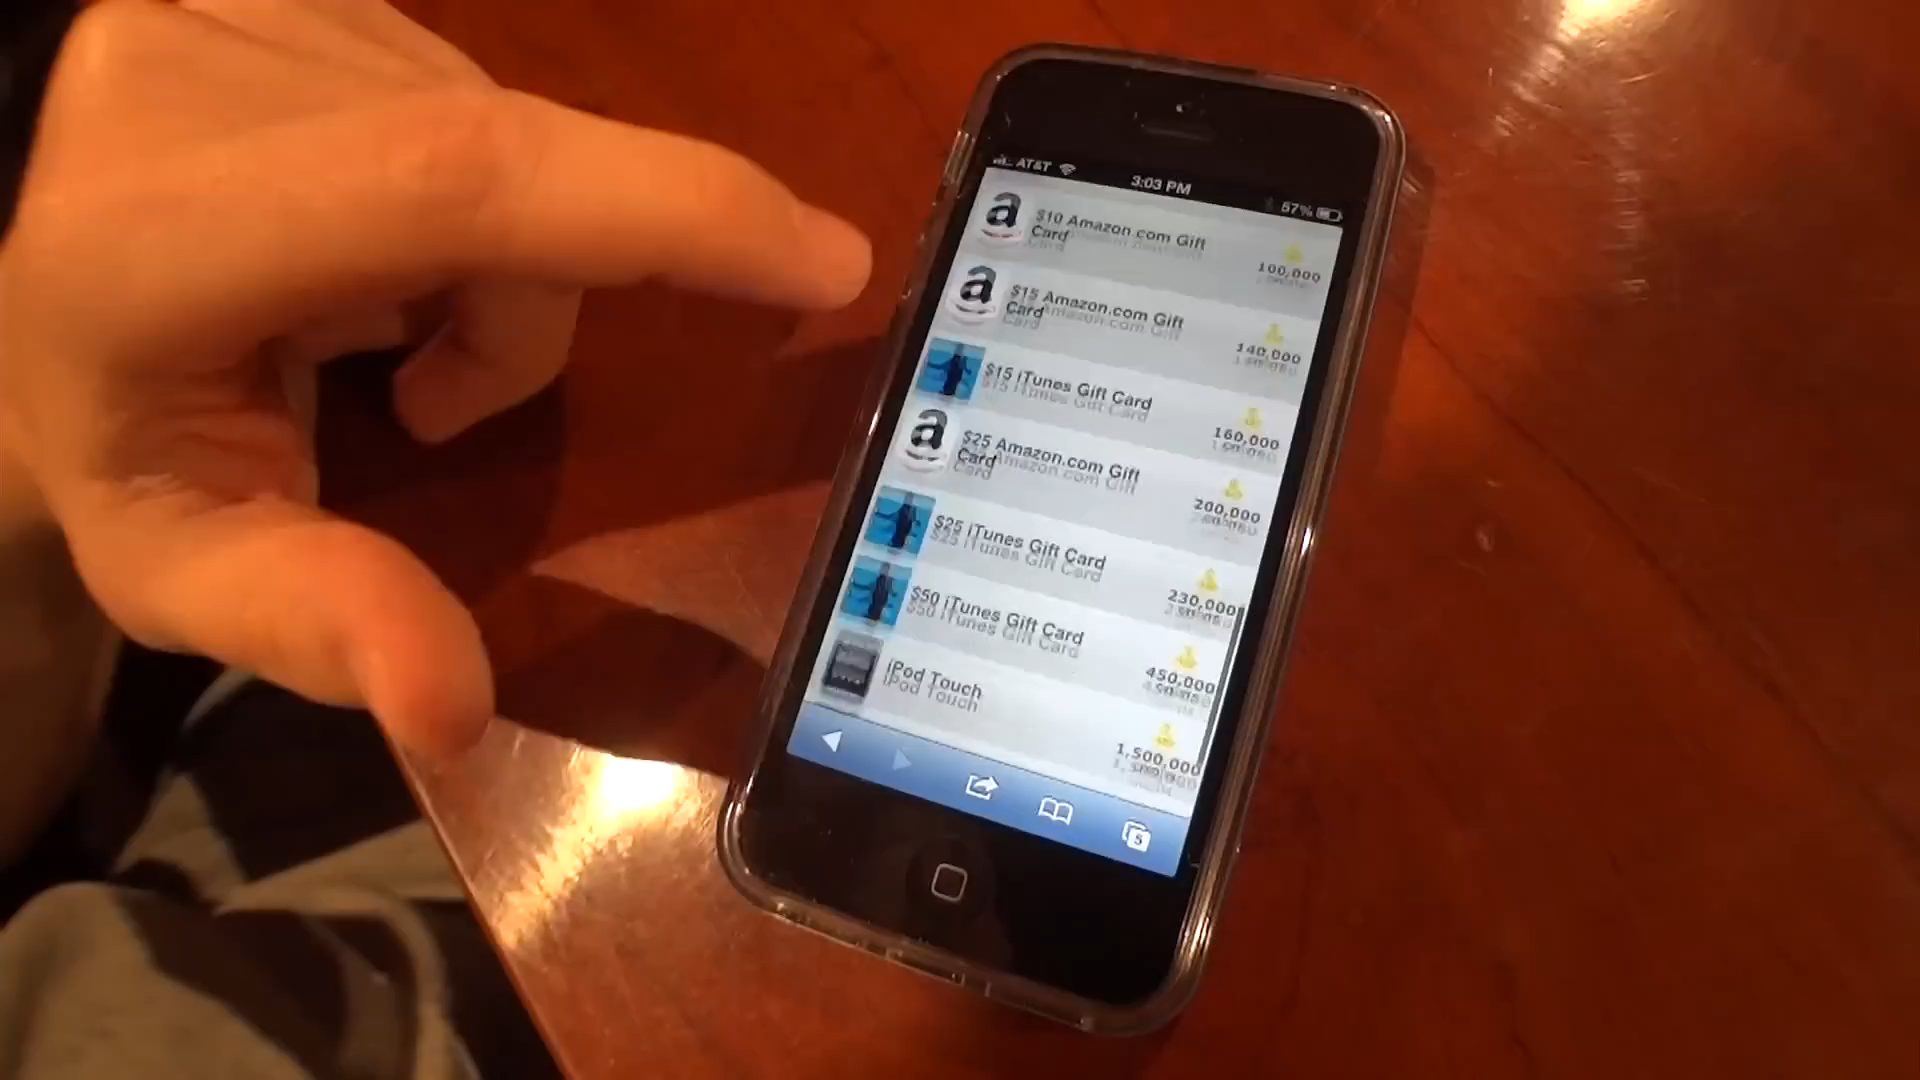 AT&T 3:03 PM 57%
$10 Amazon.com Gift
Card
100,000
$15 Amazon.com Gift
Card
140,000
$15 iTunes Gift Card
160,000
$25 Amazon.com Gift
Card
200,000
$25 iTunes Gift Card
230,000
$50 iTunes Gift Card
450,000
iPod Touch
1,500,000
5